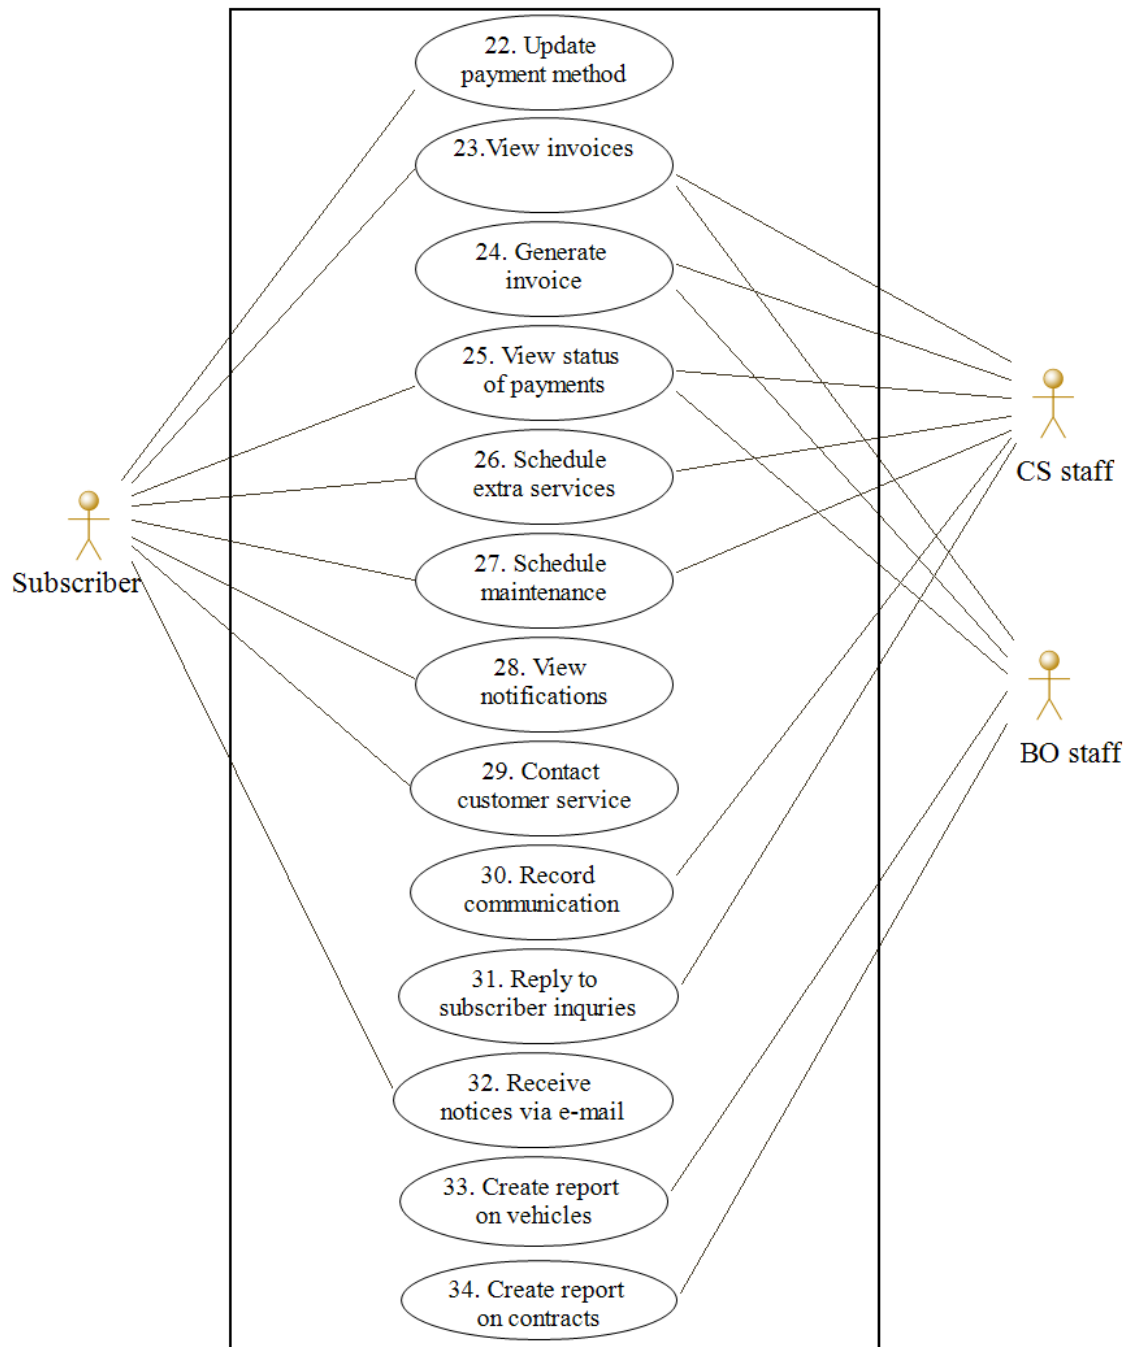 22. Update
payment method
23.View invoices
24. Generate
invoice
25. View status
of payments
26. Schedule
extra services
27. Schedule
maintenance
28. View
notifications
29. Contact
customer service
30. Record
communication
31. Reply to
subscriber inquries
32. Receive
notices via e-mail
33. Create report
on vehicles
34. Create report
on contracts
Subscriber
CS staff
BO staff